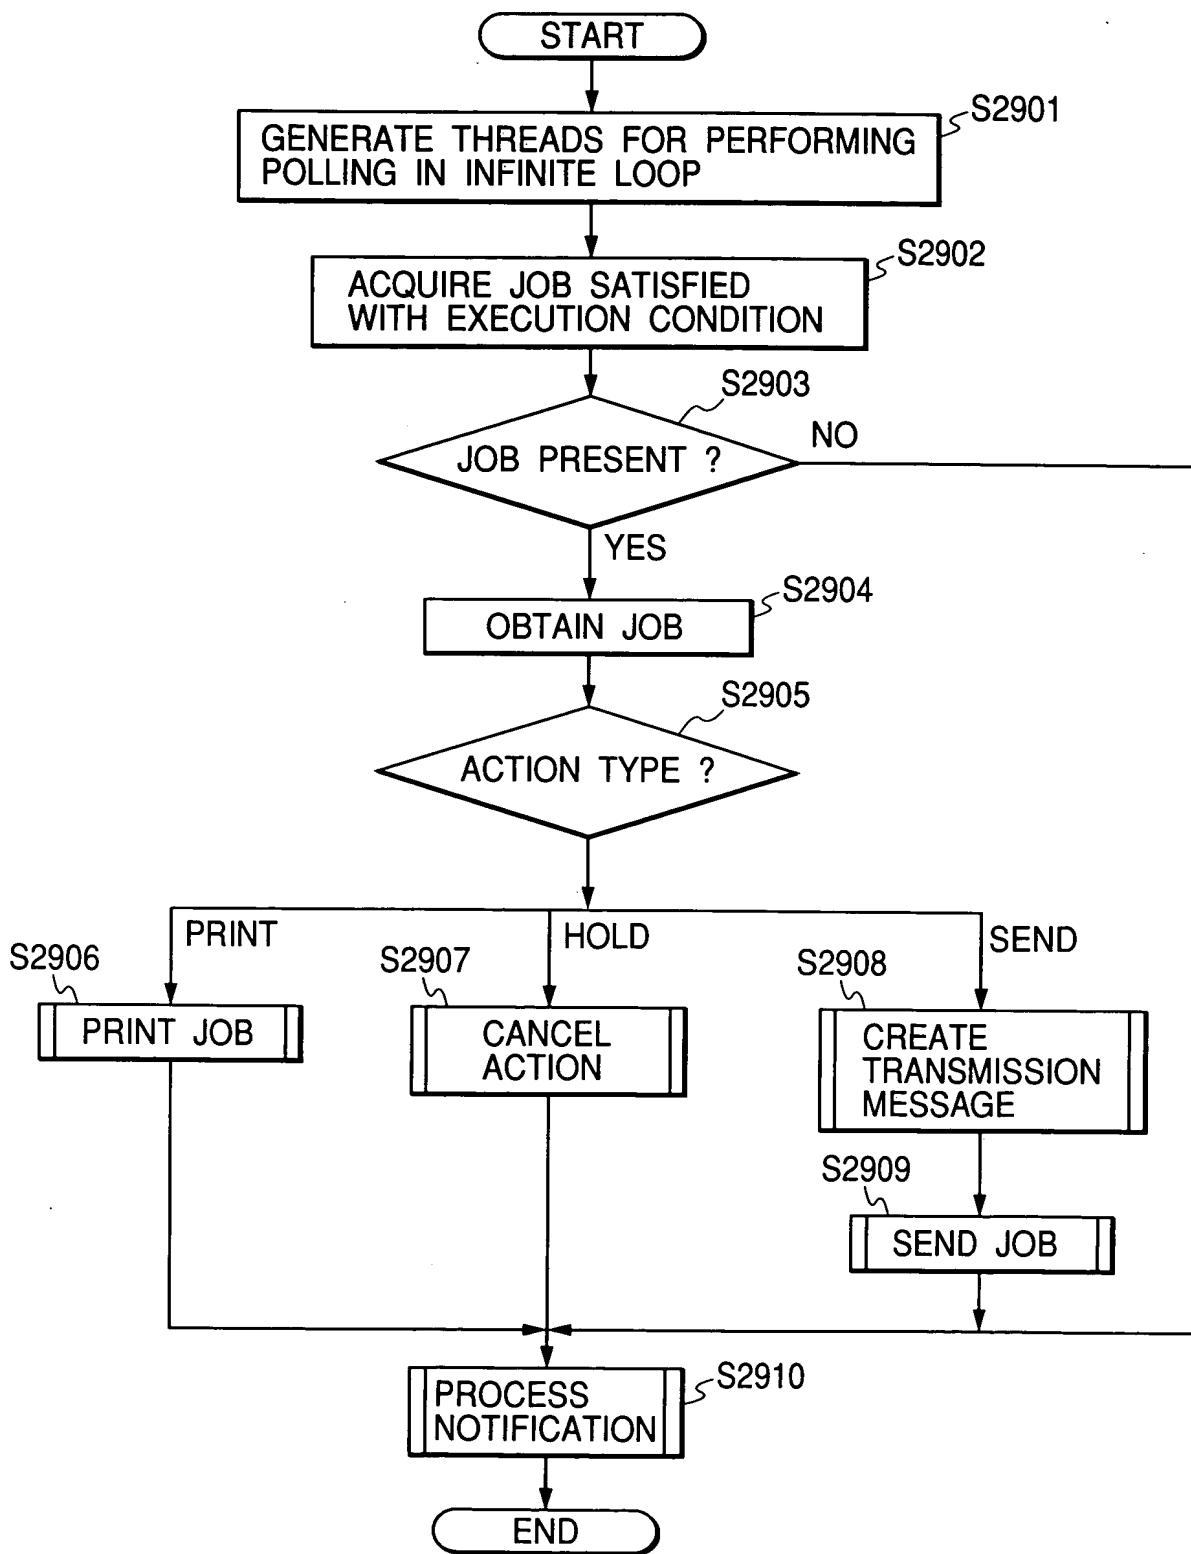 START
S2901
GENERATE THREADS FOR PERFORMING
POLLING IN INFINITE LOOP
S2902
ACQUIRE JOB SATISFIED
WITH EXECUTION CONDITION
S2903
JOB PRESENT ?
NO
YES
S2904
OBTAIN JOB
S2905
ACTION TYPE ?
PRINT
HOLD
SEND
S2906
PRINT JOB
S2907
CANCEL
ACTION
S2908
CREATE
TRANSMISSION
MESSAGE
S2909
SEND JOB
S2910
PROCESS
NOTIFICATION
END